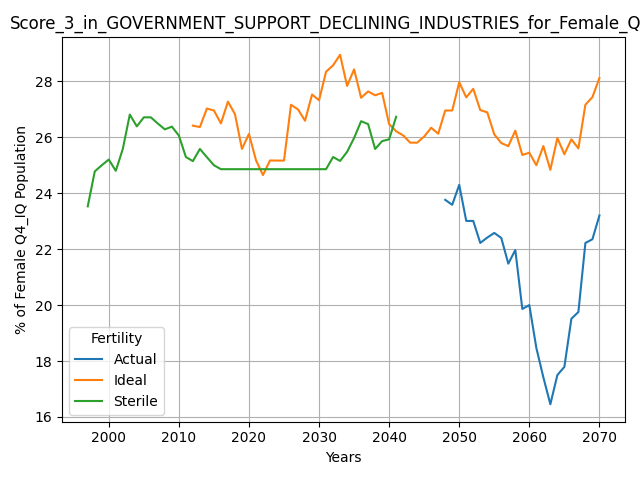 Score_3_in_GOVERNMENT_SUPPORT_DECLINING_INDUSTRIES_for_Female_Q
% of Female Q4_IQ Population
28
26
24
22
20
18
16
Fertility
Actual
Ideal
Sterile
2000 2010 2020 2030 2040 2050 2060 2070
Years